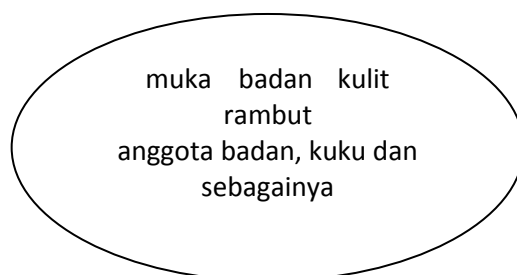 muka badan kulit
rambut
anggota badan, kuku dan
sebagainya